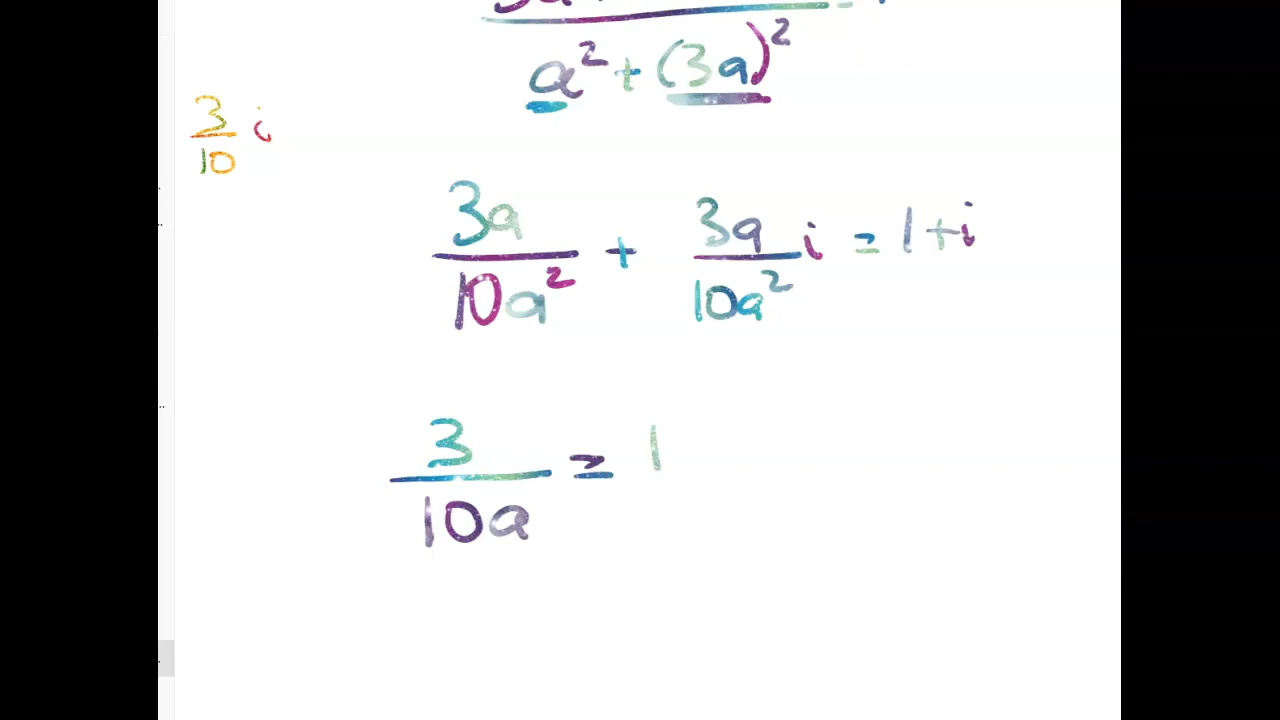 a² + (3a)²
3/10 i
3a/10a² + 3a/10a² i = 1 + i
3/10a = 1